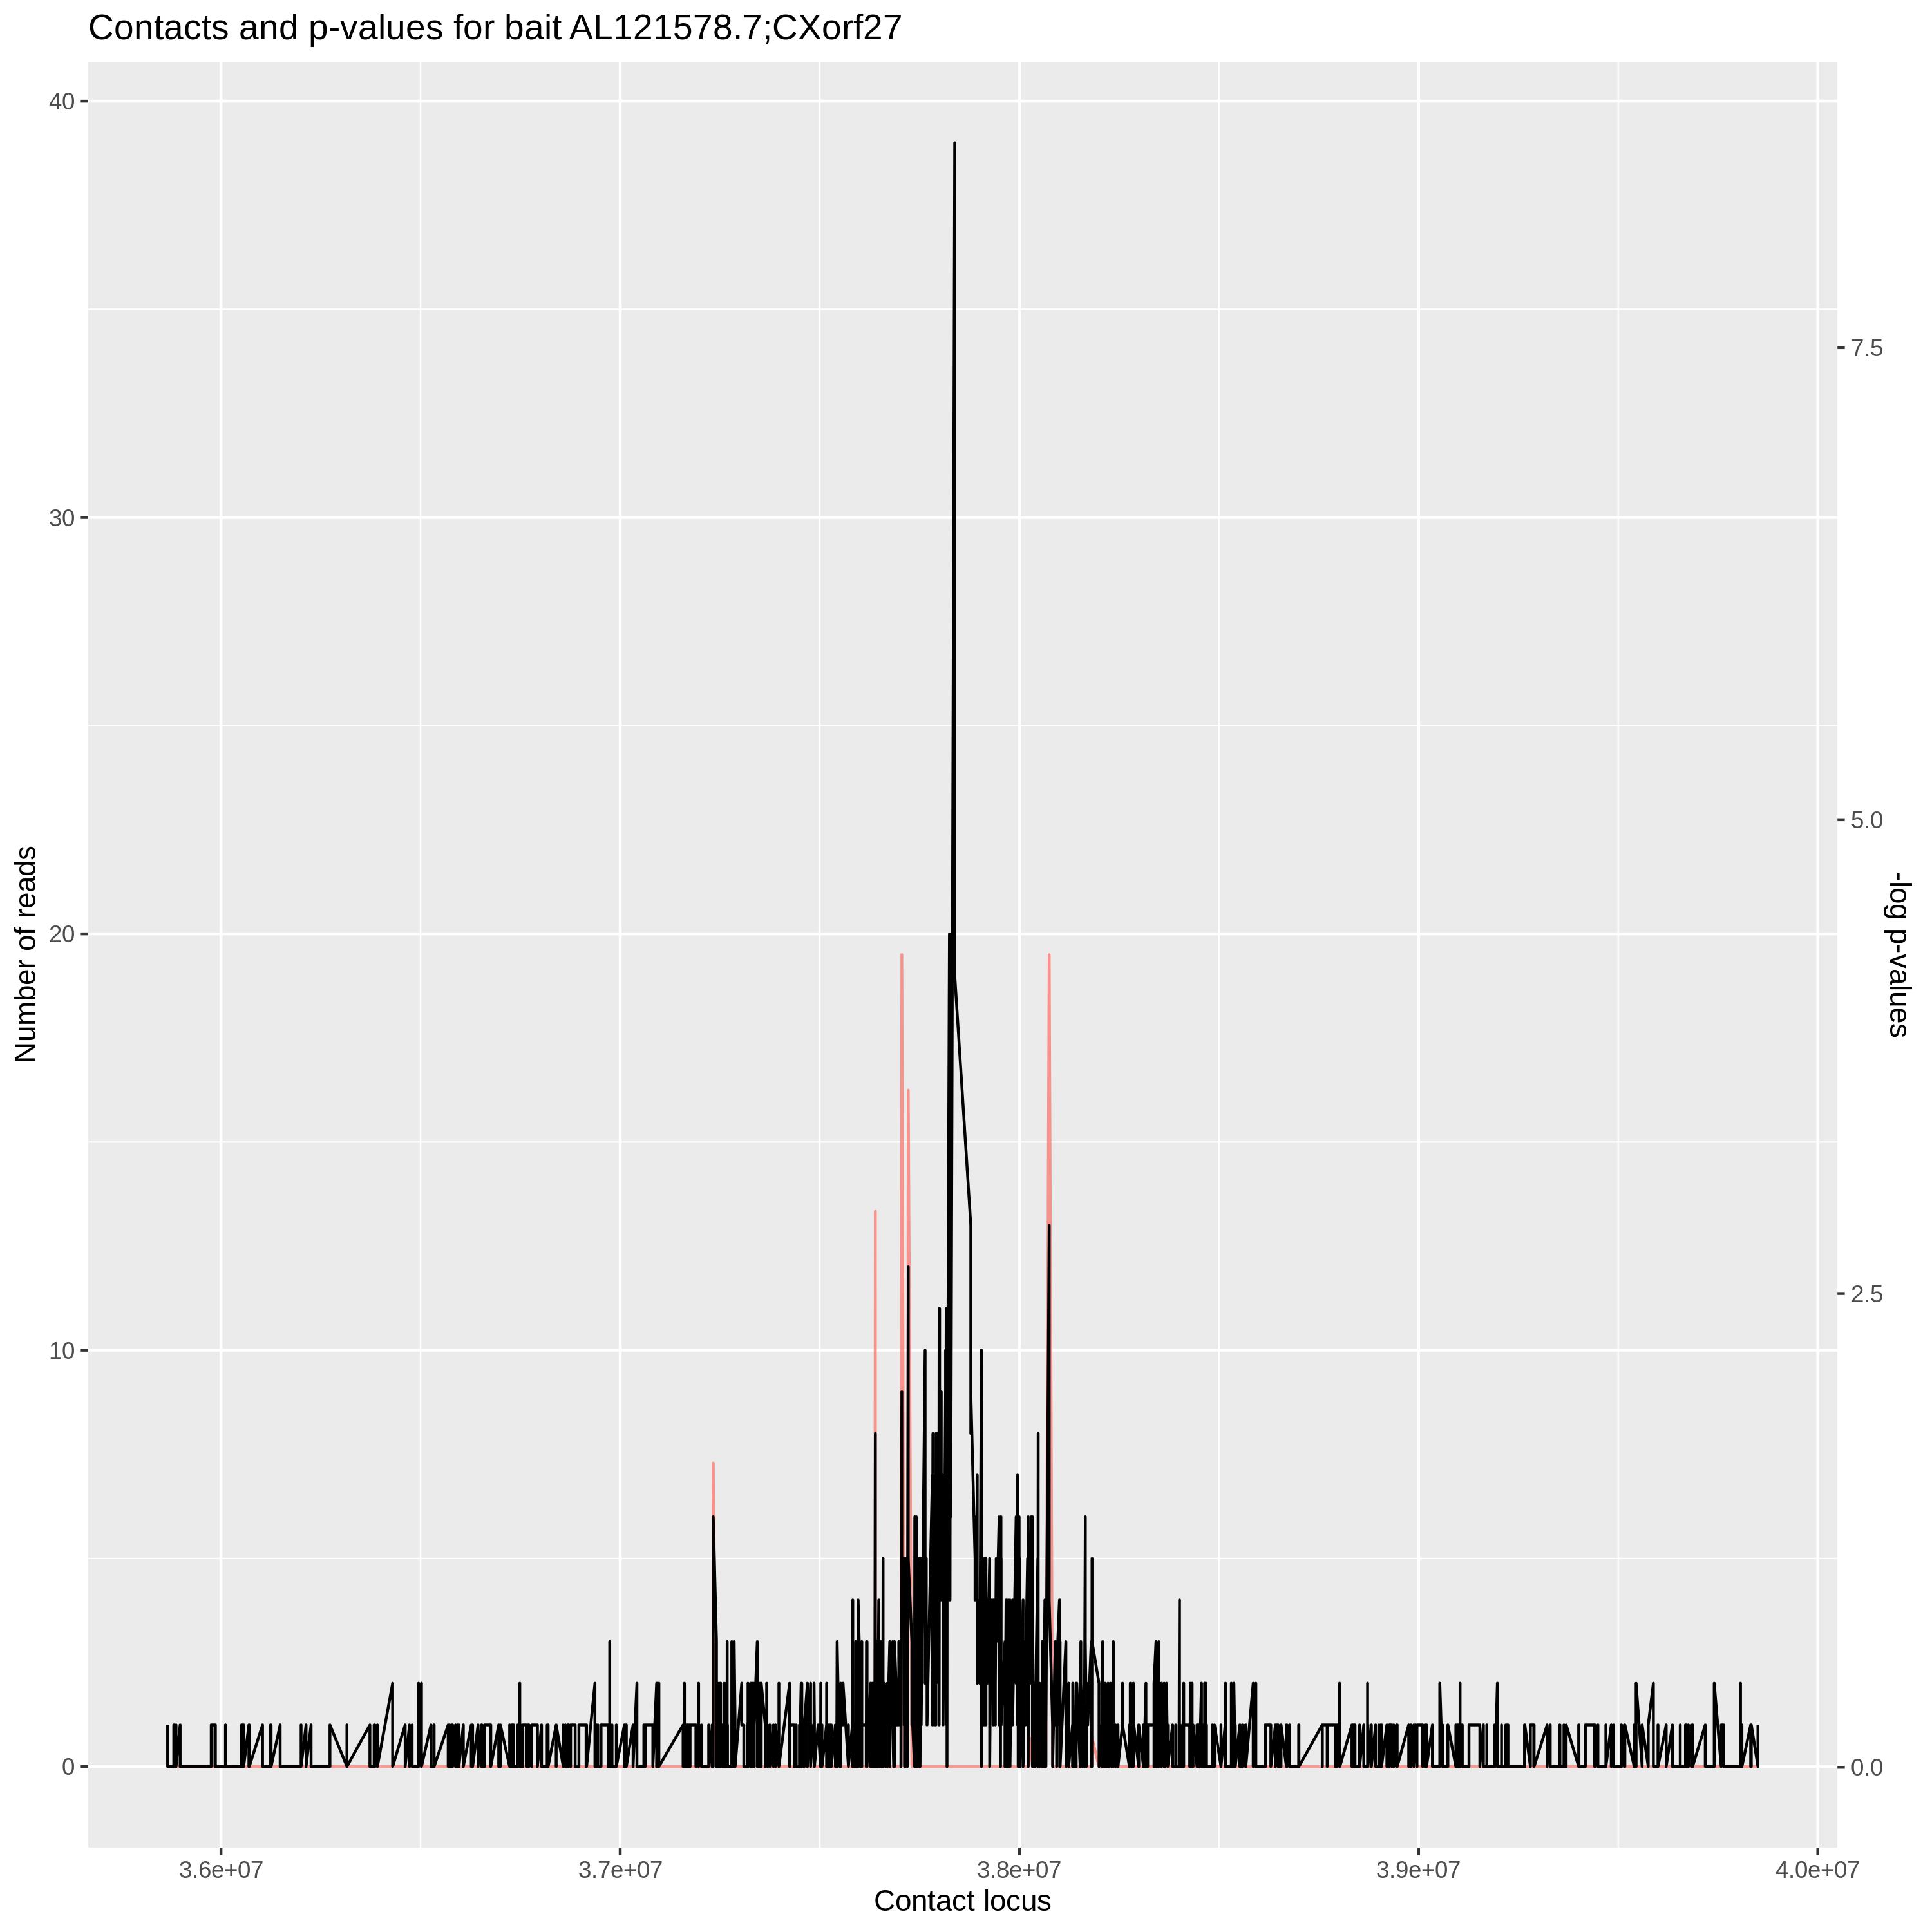 Contacts and p-values for bait AL121578.7;CXorf27
40
30
20
10
0
Number of reads
7.5
5.0
2.5
0.0
-log p-values
3.6e+07
3.7e+07
3.8e+07
3.9e+07
4.0e+07
Contact locus